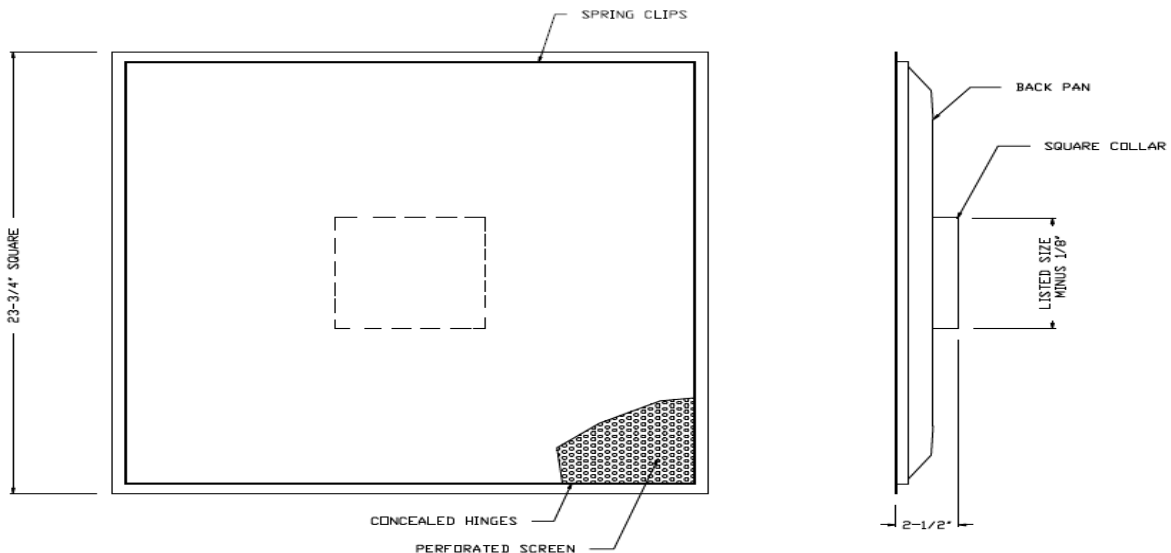 SPRING CLIPS
BACK PAN
SQUARE COLLAR
23-3/4" SQUARE
LISTED SIZE
MINUS 1/8"
CONCEALED HINGES
2-1/2"
PERFORATED SCREEN